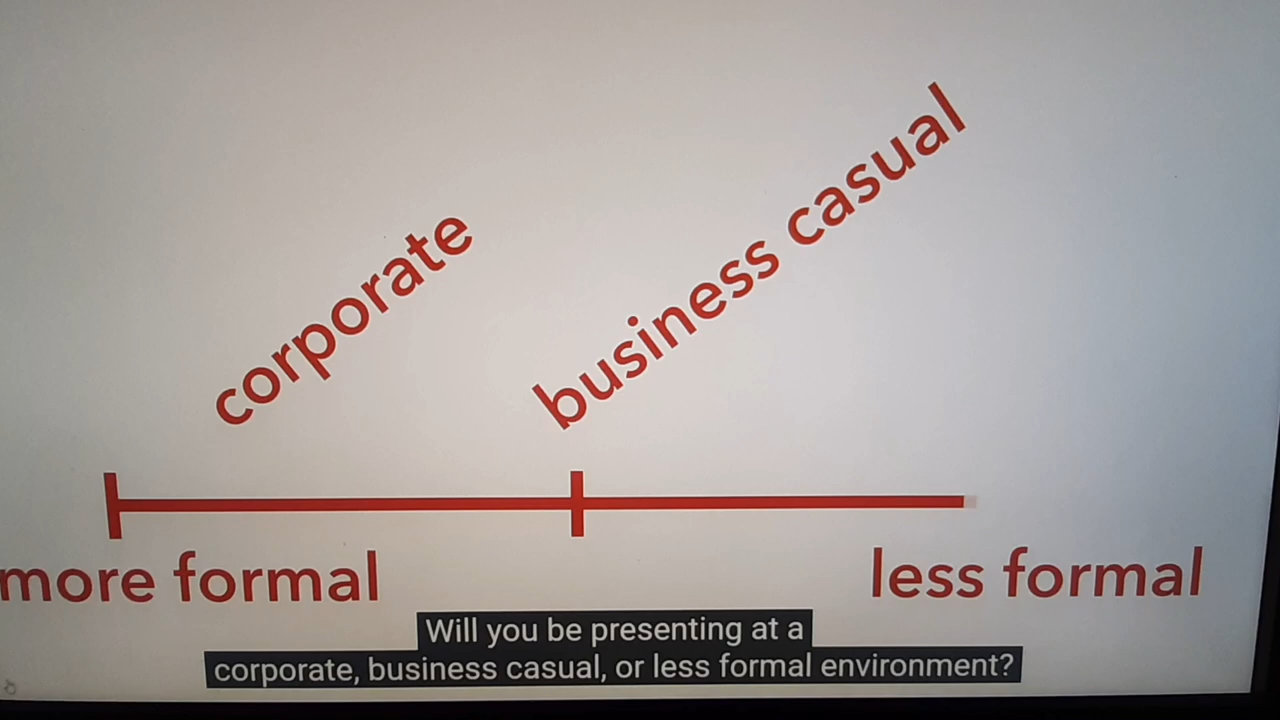 corporate
business casual
more formal
less formal
Will you be presenting at a
corporate, business casual, or less formal environment?